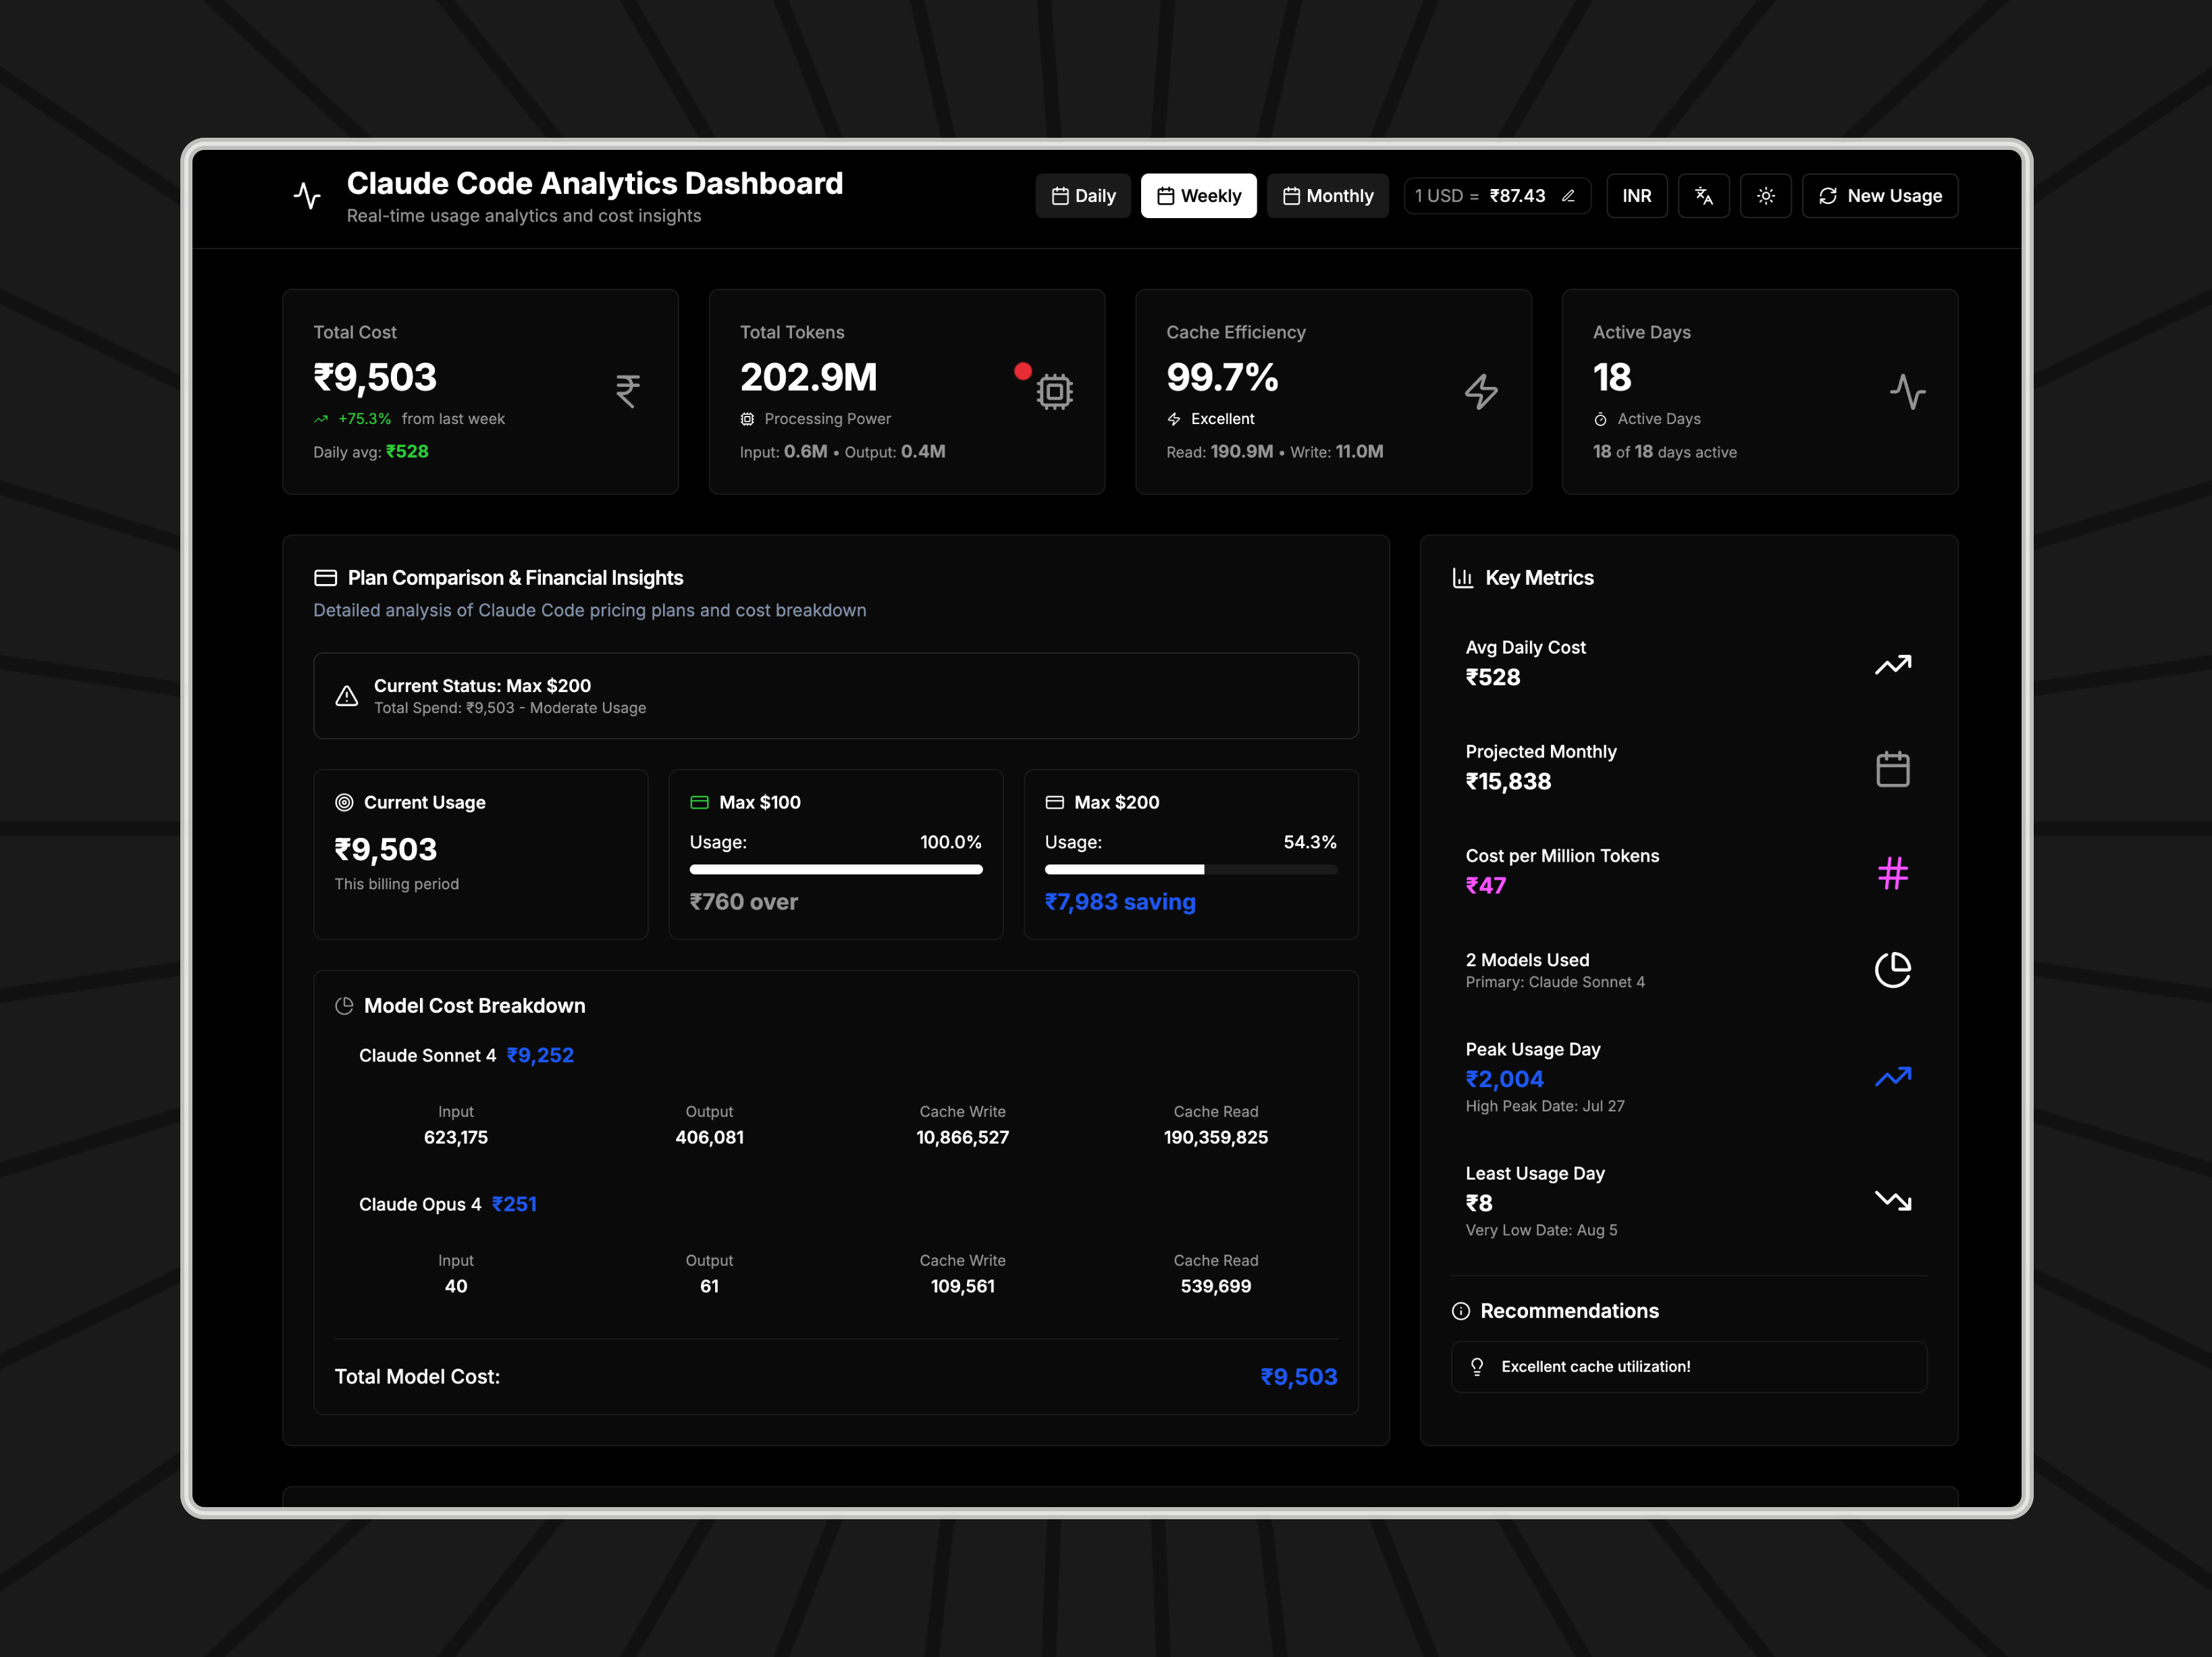 Claude Code Analytics Dashboard
Real-time usage analytics and cost insights
Daily
Weekly
Monthly
1 USD = ₹87.43
INR
New Usage
Total Cost
₹9,503
+75.3% from last week
Daily avg: ₹528
Total Tokens
202.9M
Processing Power
Input: 0.6M • Output: 0.4M
Cache Efficiency
99.7%
Excellent
Read: 190.9M • Write: 11.0M
Active Days
18
Active Days
18 of 18 days active
Plan Comparison & Financial Insights
Detailed analysis of Claude Code pricing plans and cost breakdown
Current Status: Max $200
Total Spend: ₹9,503 - Moderate Usage
Current Usage
₹9,503
This billing period
Max $100
Usage: 100.0%
₹760 over
Max $200
Usage: 54.3%
₹7,983 saving
Model Cost Breakdown
Claude Sonnet 4 ₹9,252
Input Output Cache Write Cache Read
623,175 406,081 10,866,527 190,359,825
Claude Opus 4 ₹251
Input Output Cache Write Cache Read
40 61 109,561 539,699
Total Model Cost: ₹9,503
Key Metrics
Avg Daily Cost
₹528
Projected Monthly
₹15,838
Cost per Million Tokens
₹47
2 Models Used
Primary: Claude Sonnet 4
Peak Usage Day
₹2,004
High Peak Date: Jul 27
Least Usage Day
₹8
Very Low Date: Aug 5
Recommendations
Excellent cache utilization!